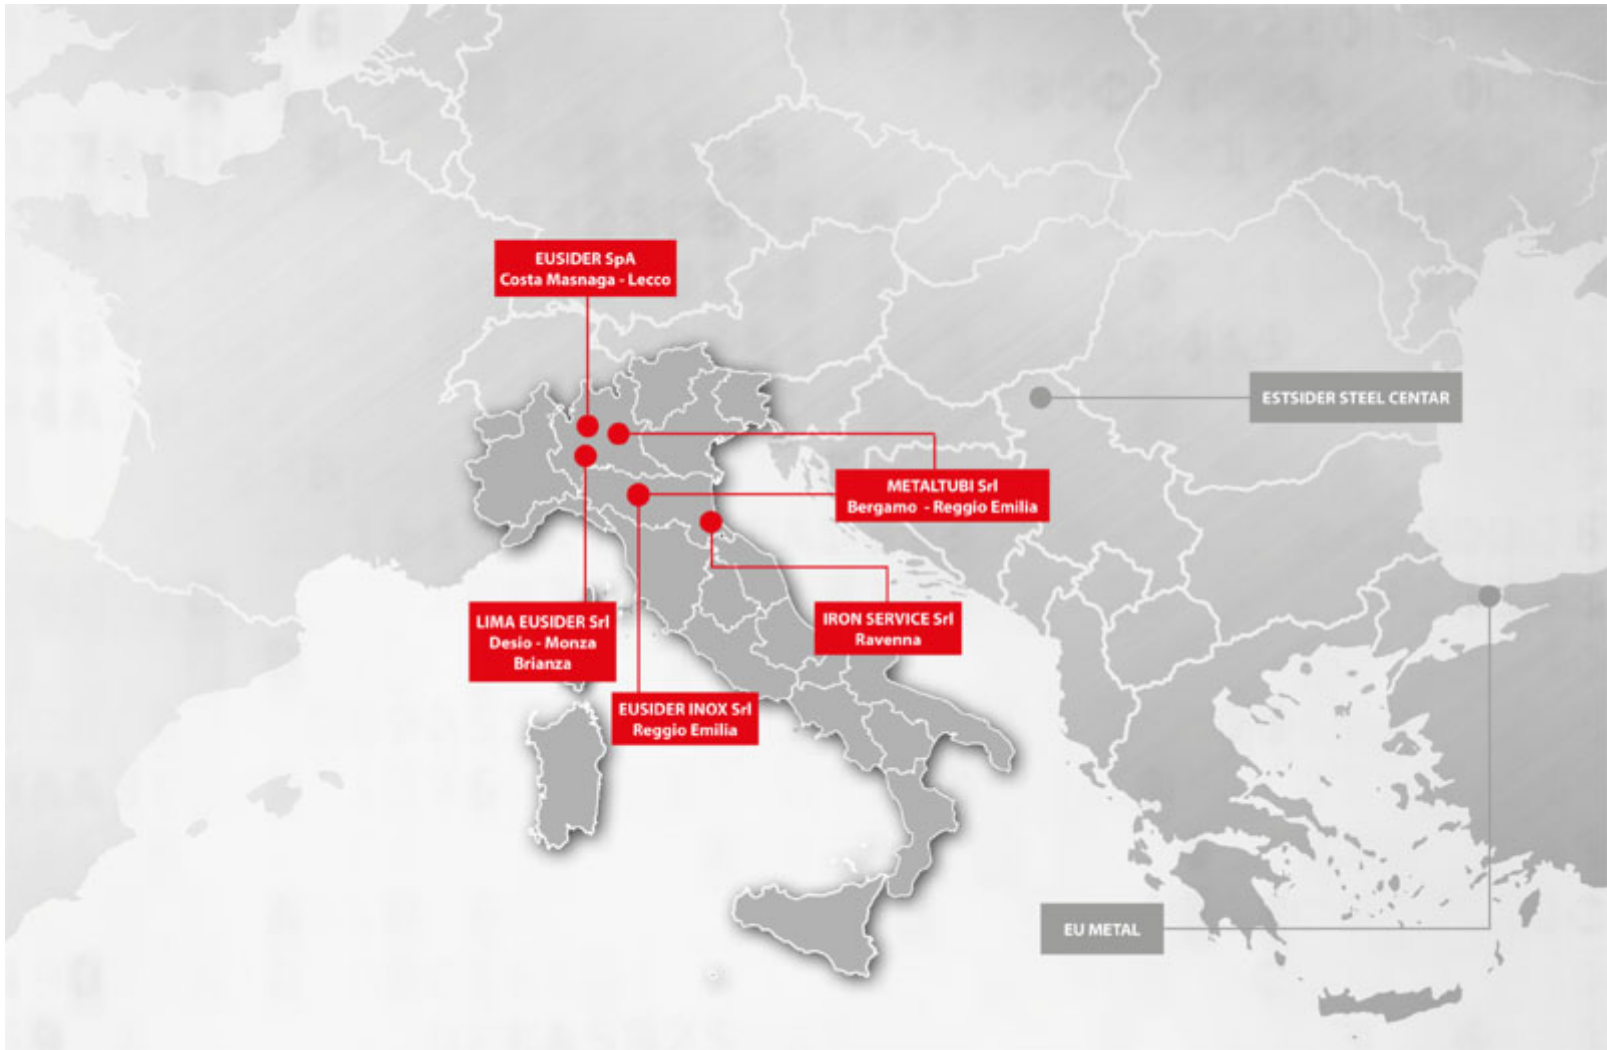 EUSIDER SpA
Costa Masnaga - Lecco
ESTSIDER STEEL CENTAR
METALTUBI Srl
Bergamo - Reggio Emilia
LIMA EUSIDER Srl
Desio - Monza
Brianza
IRON SERVICE Srl
Ravenna
EUSIDER INOX Srl
Reggio Emilia
EU METAL